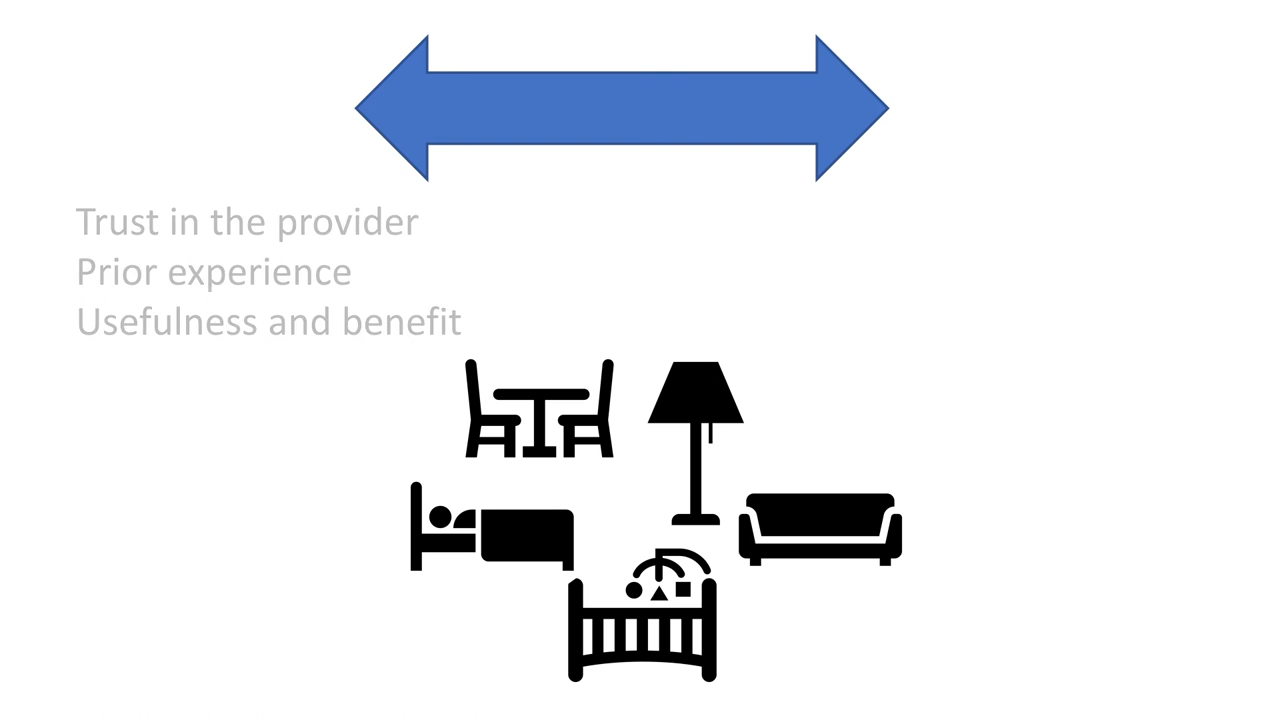 Trust in the provider
Prior experience
Usefulness and benefit